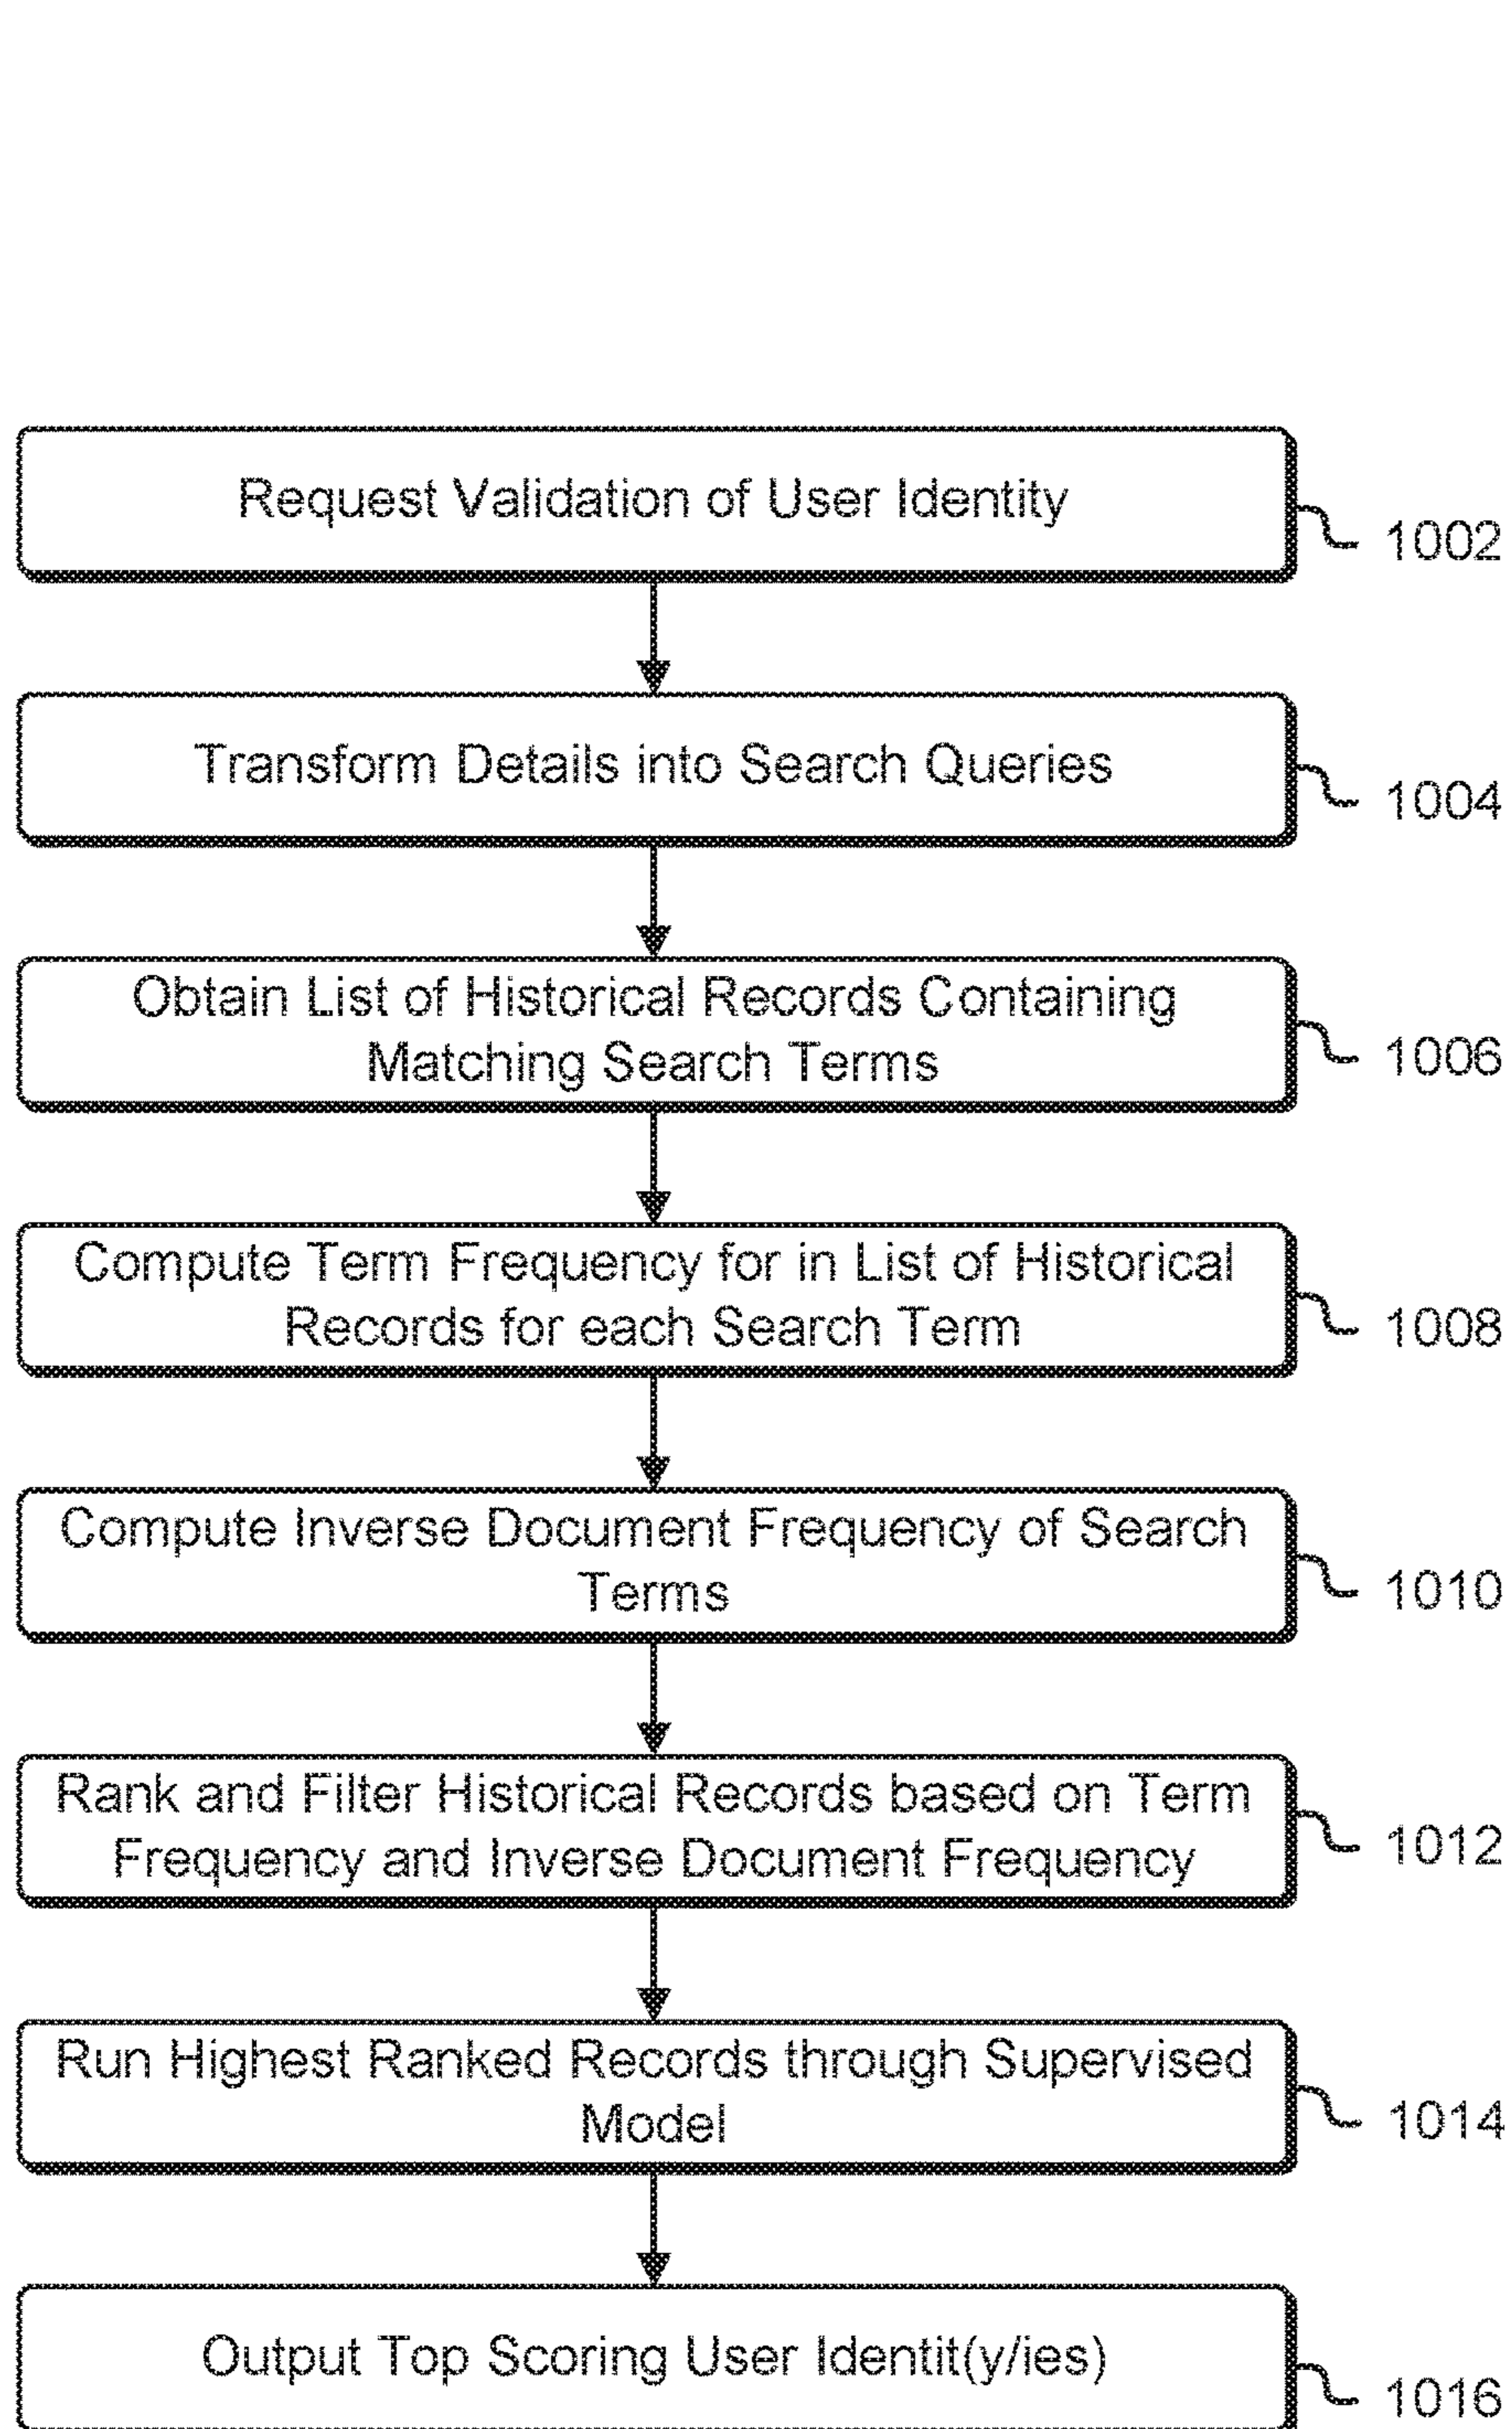 Request Validation of User Identity
1002
Transform Details into Search Queries
1004
Obtain List of Historical Records Containing
Matching Search Terms
1006
Compute Term Frequency for in List of Historical
Records for each Search Term
1008
Compute Inverse Document Frequency of Search
Terms
1010
Rank and Filter Historical Records based on Term
Frequency and Inverse Document Frequency
1012
Run Highest Ranked Records through Supervised
Model
1014
Output Top Scoring User Identit(y/ies)
1016